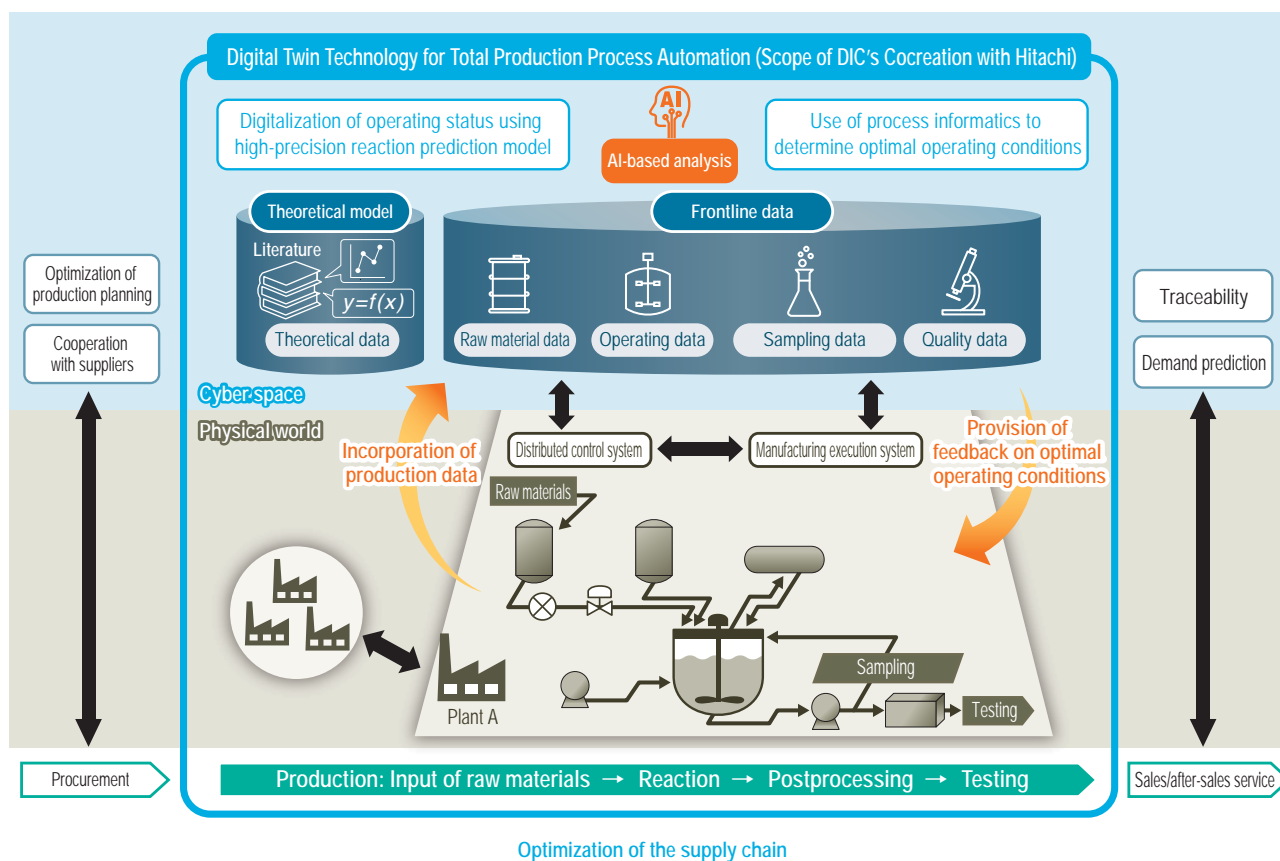 Digital Twin Technology for Total Production Process Automation (Scope of DIC's Cocreation with Hitachi)
Digitalization of operating status using
high-precision reaction prediction model
AI
AI-based analysis
Use of process informatics to
determine optimal operating conditions
Theoretical model
Literature
y=f(x)
Theoretical data
Frontline data
Raw material data
Operating data
Sampling data
Quality data
Optimization of
production planning
Cooperation
with suppliers
Traceability
Demand prediction
Cyber space
Physical world
Incorporation of
production data
Distributed control system
Manufacturing execution system
Provision of
feedback on optimal
operating conditions
Raw materials
Plant A
Sampling
Testing
Procurement
Production: Input of raw materials → Reaction → Postprocessing → Testing
Sales/after-sales service
Optimization of the supply chain